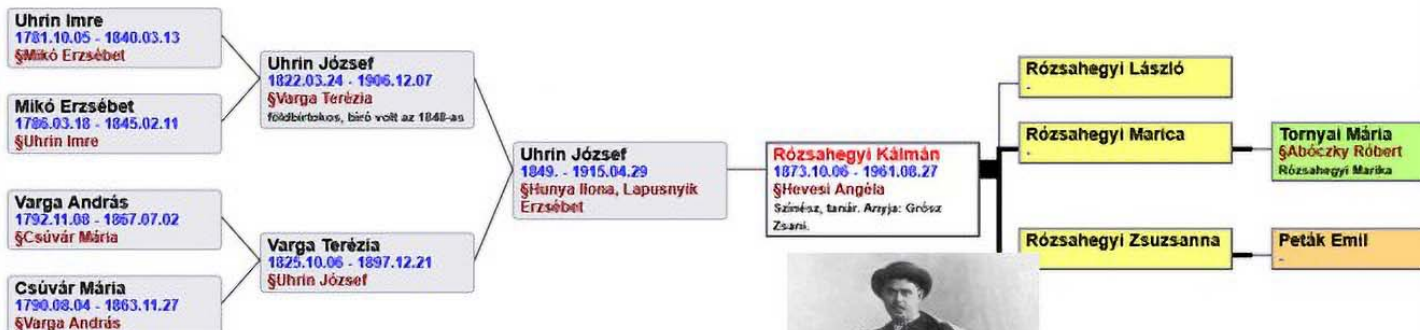 Uhrin Imre
1781.10.05 - 1840.03.13
§Mikó Erzsébet
Mikó Erzsébet
1786.03.18 - 1845.02.11
§Uhrin Imre
Varga András
1792.11.08 - 1867.07.02
§Csúvár Mária
Csúvár Mária
1790.08.04 - 1863.11.27
§Varga András
Uhrin József
1822.03.24 - 1906.12.07
§Varga Terézia
földbirtokos, bíró volt az 1848-as
Varga Terézia
1825.10.06 - 1897.12.21
§Uhrin József
Uhrin József
1849. - 1915.04.29
§Hunya Ilona, Lapusnyik
Erzsébet
Rózsahegyi Kálmán
1873.10.06 - 1961.08.27
§Hevesi Angéla
Színész, tanár. Anyja: Grósz
Zsani.
Rózsahegyi László
-
Rózsahegyi Marica
-
Rózsahegyi Zsuzsanna
-
Tornyai Mária
§Abóczky Róbert
Rózsahegyi Marika
Peták Emil
-